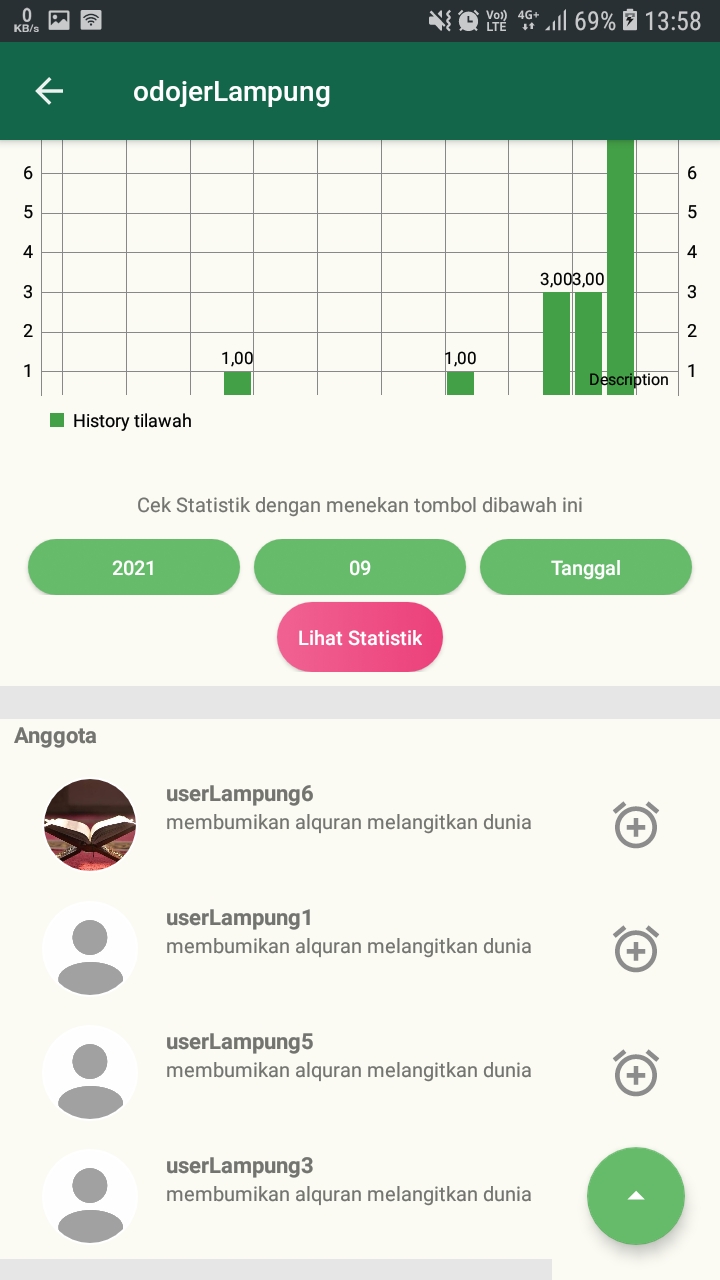 0
KB/s
Vo))
LTE
4G+
69%
13:58
odojerLampung
6 6
5 5
4 4
3,00 3,00
3 3
2 2
1,00 1,00
1 Description 1
History tilawah
Cek Statistik dengan menekan tombol dibawah ini
2021 09 Tanggal
Lihat Statistik
Anggota
userLampung6
membumikan alquran melangitkan dunia
userLampung1
membumikan alquran melangitkan dunia
userLampung5
membumikan alquran melangitkan dunia
userLampung3
membumikan alquran melangitkan dunia